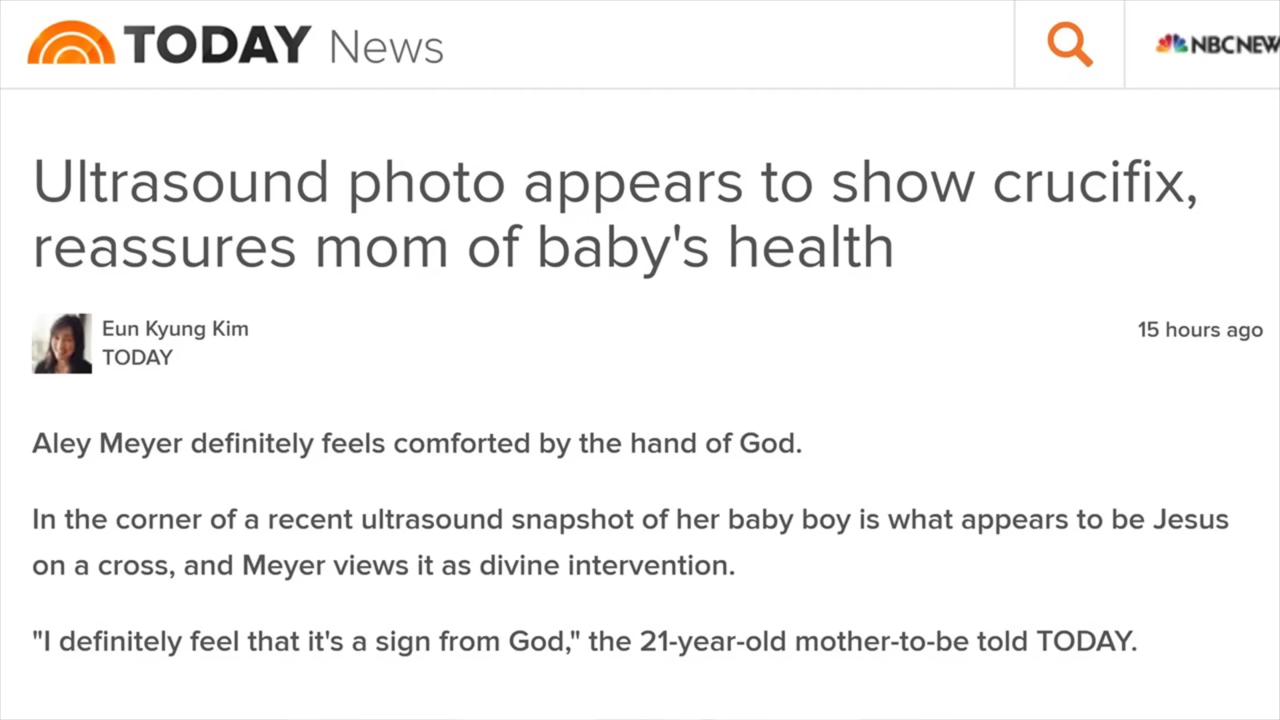 TODAY News
NBCNEW
Ultrasound photo appears to show crucifix,
reassures mom of baby's health
Eun Kyung Kim
15 hours ago
TODAY
Aley Meyer definitely feels comforted by the hand of God.
In the corner of a recent ultrasound snapshot of her baby boy is what appears to be Jesus
on a cross, and Meyer views it as divine intervention.
"I definitely feel that it's a sign from God," the 21-year-old mother-to-be told TODAY.